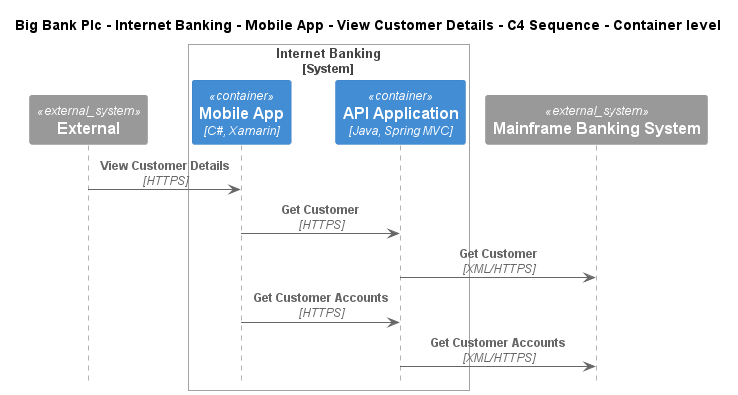 Big Bank Plc - Internet Banking - Mobile App - View Customer Details - C4 Sequence - Container level
Internet Banking
[System]
«external_system»
External
«container»
Mobile App
[C#, Xamarin]
«container»
API Application
[Java, Spring MVC]
«external_system»
Mainframe Banking System
View Customer Details
[HTTPS]
Get Customer
[HTTPS]
Get Customer
[XML/HTTPS]
Get Customer Accounts
[HTTPS]
Get Customer Accounts
[XML/HTTPS]